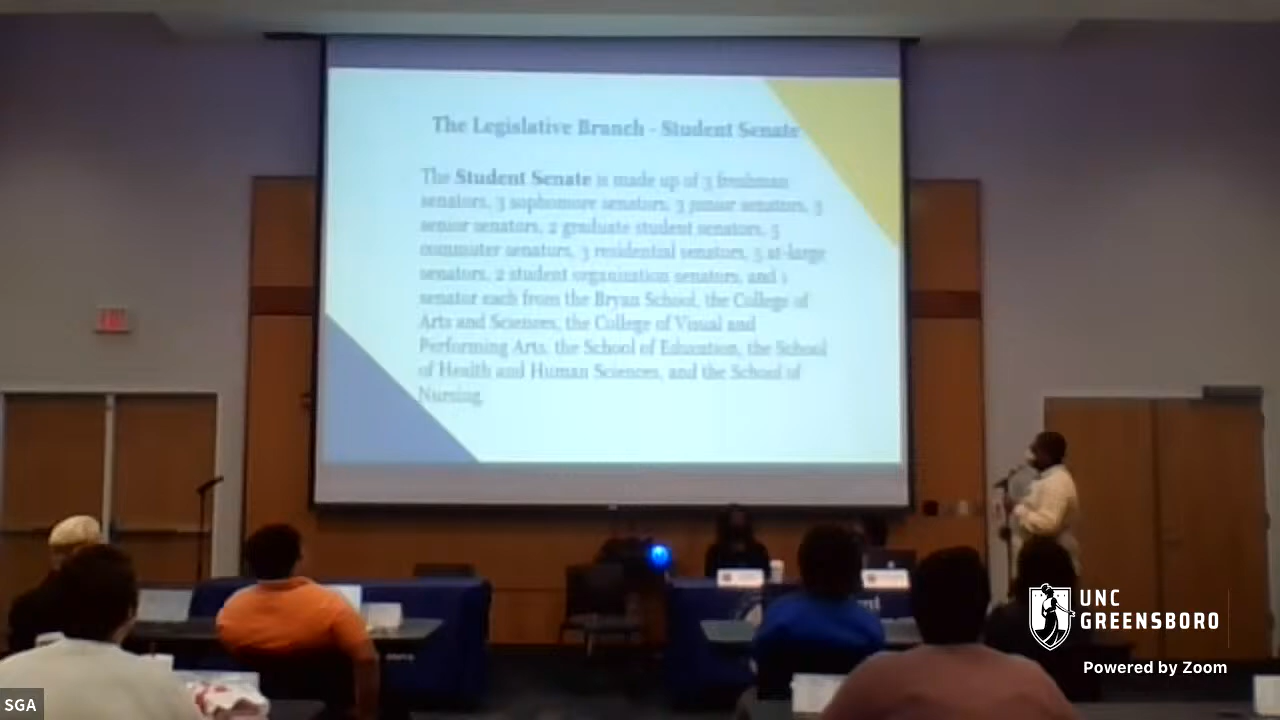 The Legislative Branch - Student Senate
The Student Senate is made up of 3 freshman
senators, 3 sophomore senators, 3 junior senators, 3
senior senators, 2 graduate student senators, 5
commuter senators, 3 residential senators, 5 at-large
senators, 2 student organization senators, and 1
senator each from the Bryan School, the College of
Arts and Sciences, the College of Visual and
Performing Arts, the School of Education, the School
of Health and Human Sciences, and the School of
Nursing.
UNC
GREENSBORO
Powered by Zoom
SGA